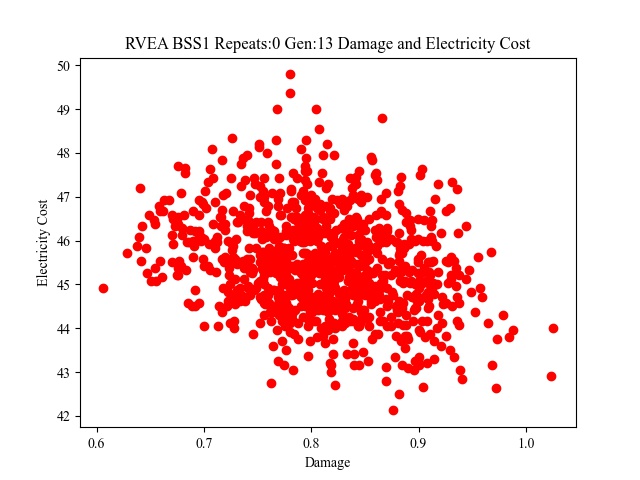 RVEA BSS1 Repeats:0 Gen:13 Damage and Electricity Cost
50
49
48
47
46
45
44
43
42
Electricity Cost
0.6 0.7 0.8 0.9 1.0
Damage